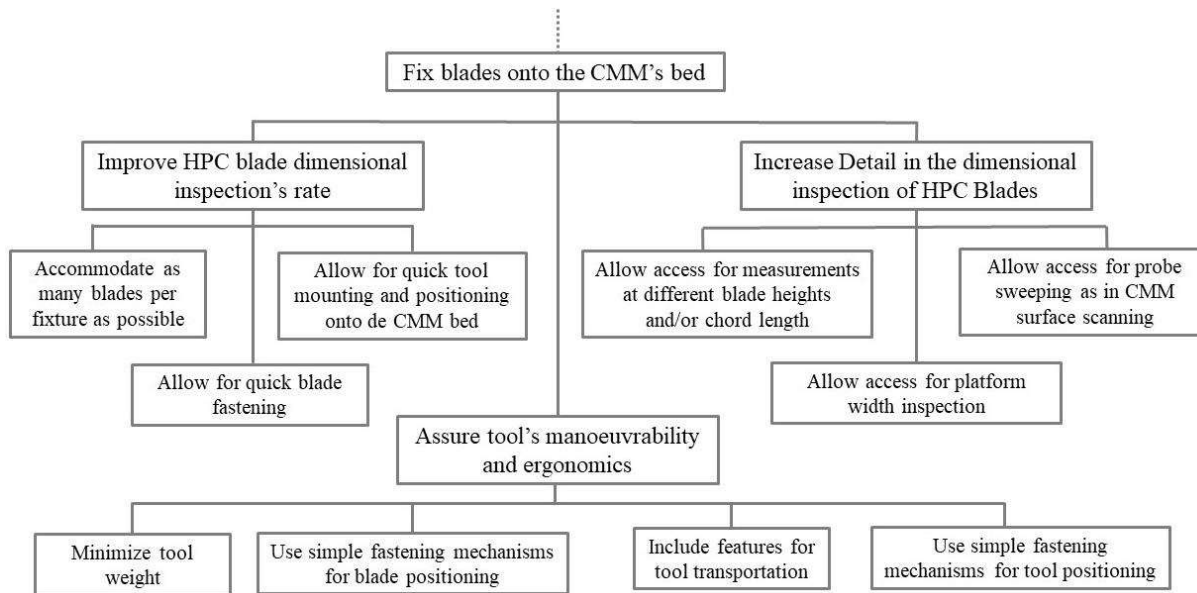 Fix blades onto the CMM's bed
Improve HPC blade dimensional
inspection's rate
Increase Detail in the dimensional
inspection of HPC Blades
Accommodate as
many blades per
fixture as possible
Allow for quick tool
mounting and positioning
onto de CMM bed
Allow access for measurements
at different blade heights
and/or chord length
Allow access for probe
sweeping as in CMM
surface scanning
Allow for quick blade
fastening
Allow access for platform
width inspection
Assure tool's manoeuvrability
and ergonomics
Minimize tool
weight
Use simple fastening mechanisms
for blade positioning
Include features for
tool transportation
Use simple fastening
mechanisms for tool positioning